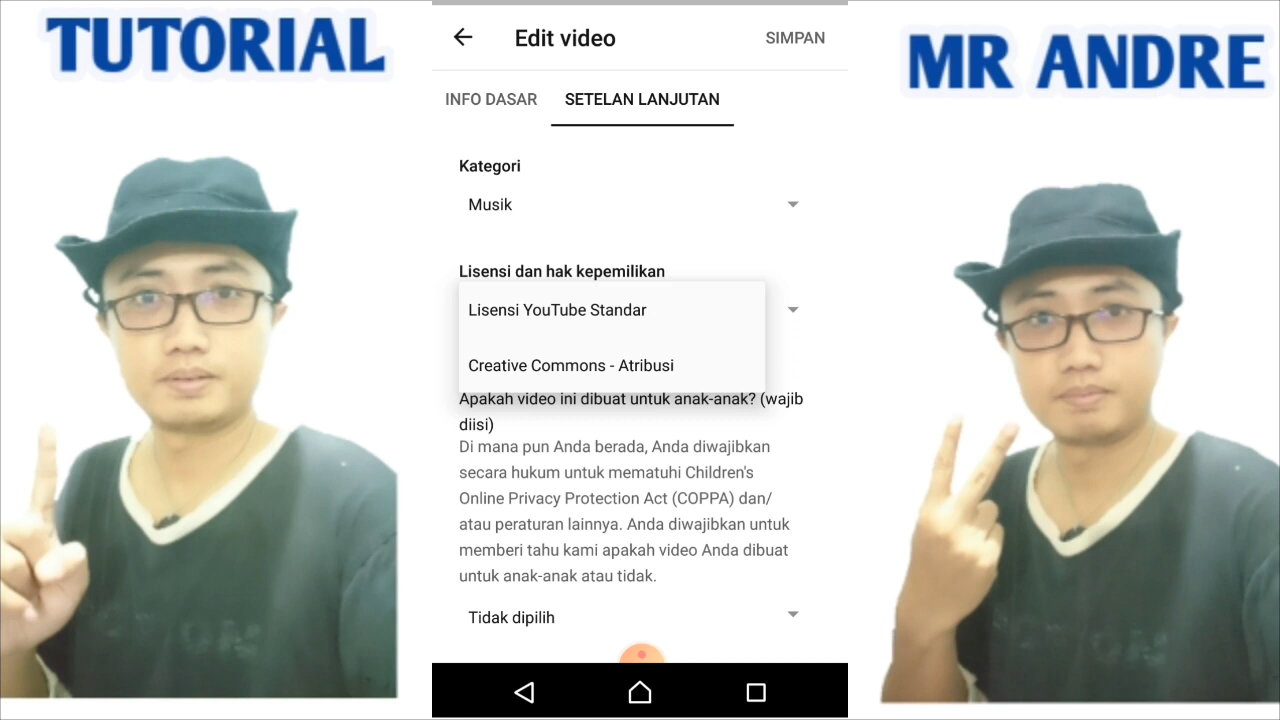 TUTORIAL
MR ANDRE
Edit video
SIMPAN
INFO DASAR
SETELAN LANJUTAN
Kategori
Musik
Lisensi dan hak kepemilikan
Lisensi YouTube Standar
Creative Commons - Atribusi
Apakah video ini dibuat untuk anak-anak? (wajib
diisi)
Di mana pun Anda berada, Anda diwajibkan
secara hukum untuk mematuhi Children's
Online Privacy Protection Act (COPPA) dan/
atau peraturan lainnya. Anda diwajibkan untuk
memberi tahu kami apakah video Anda dibuat
untuk anak-anak atau tidak.
Tidak dipilih